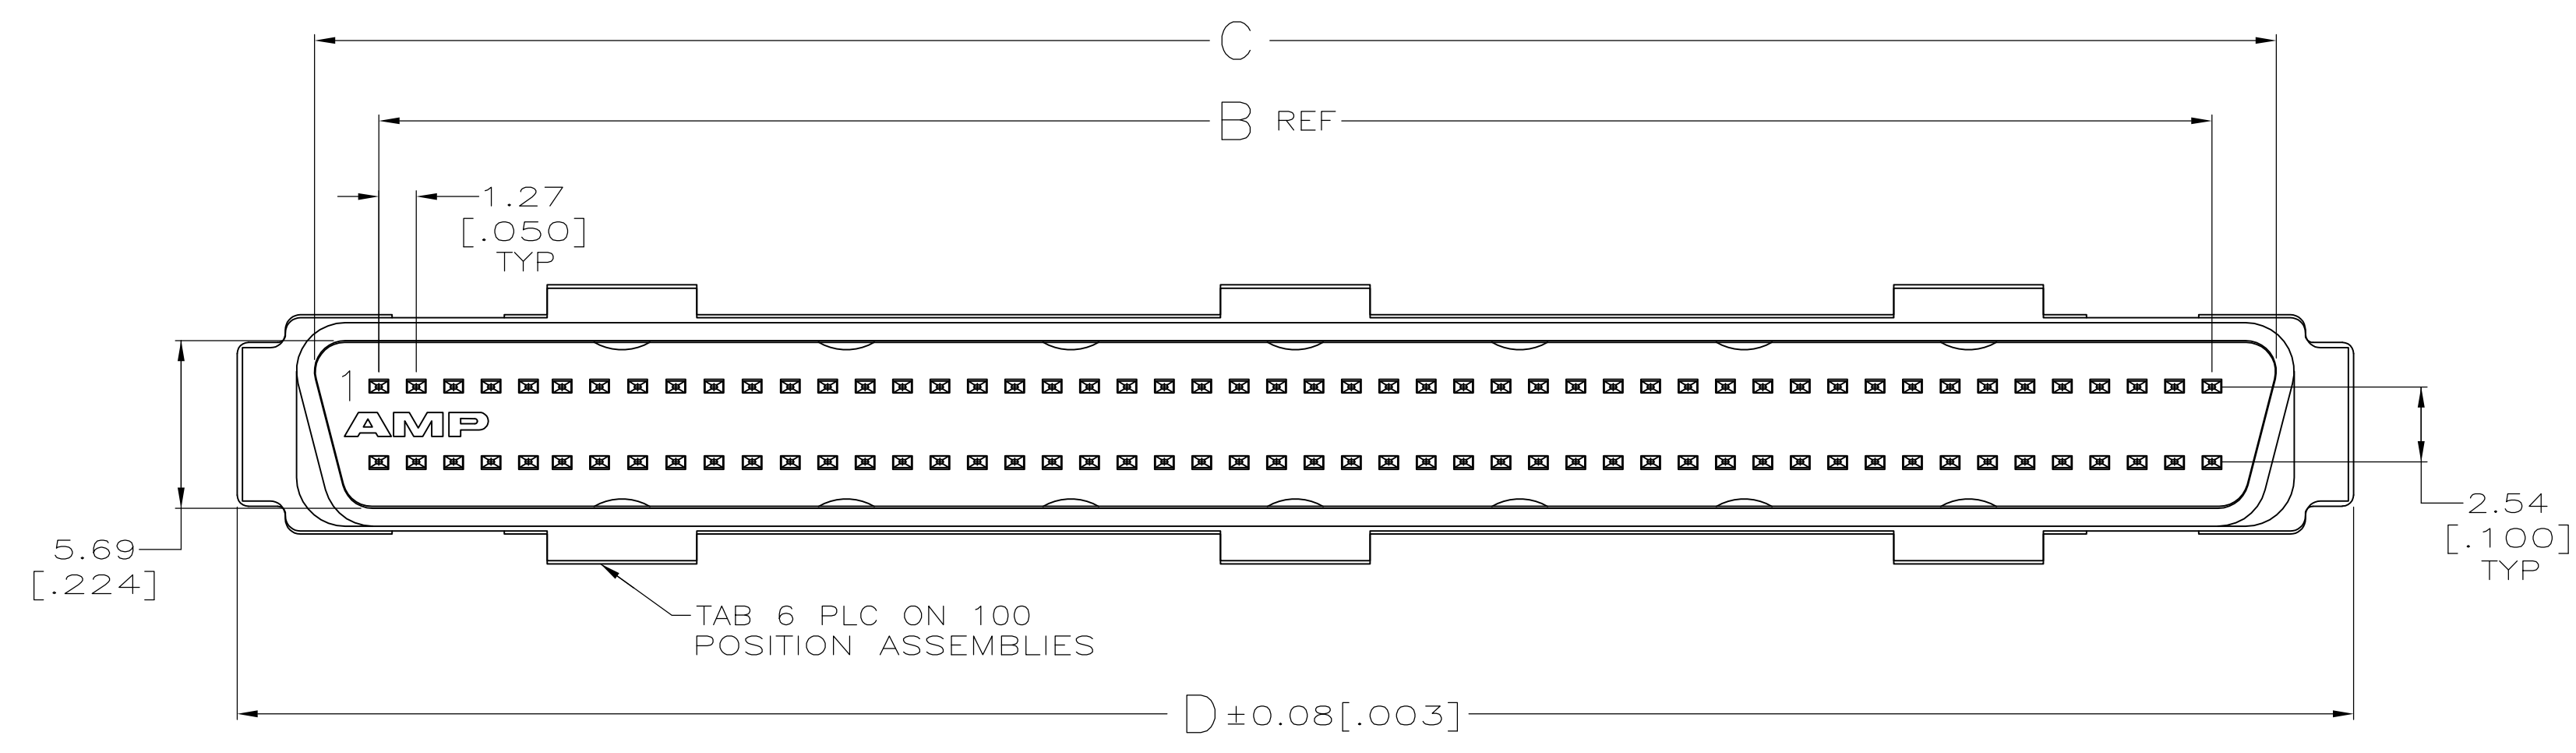 C
B REF
1.27
[.050]
TYP
1
AMP
5.69
[.224]
2.54
[.100]
TYP
TAB 6 PLC ON 100
POSITION ASSEMBLIES
D ±0.08[.003]